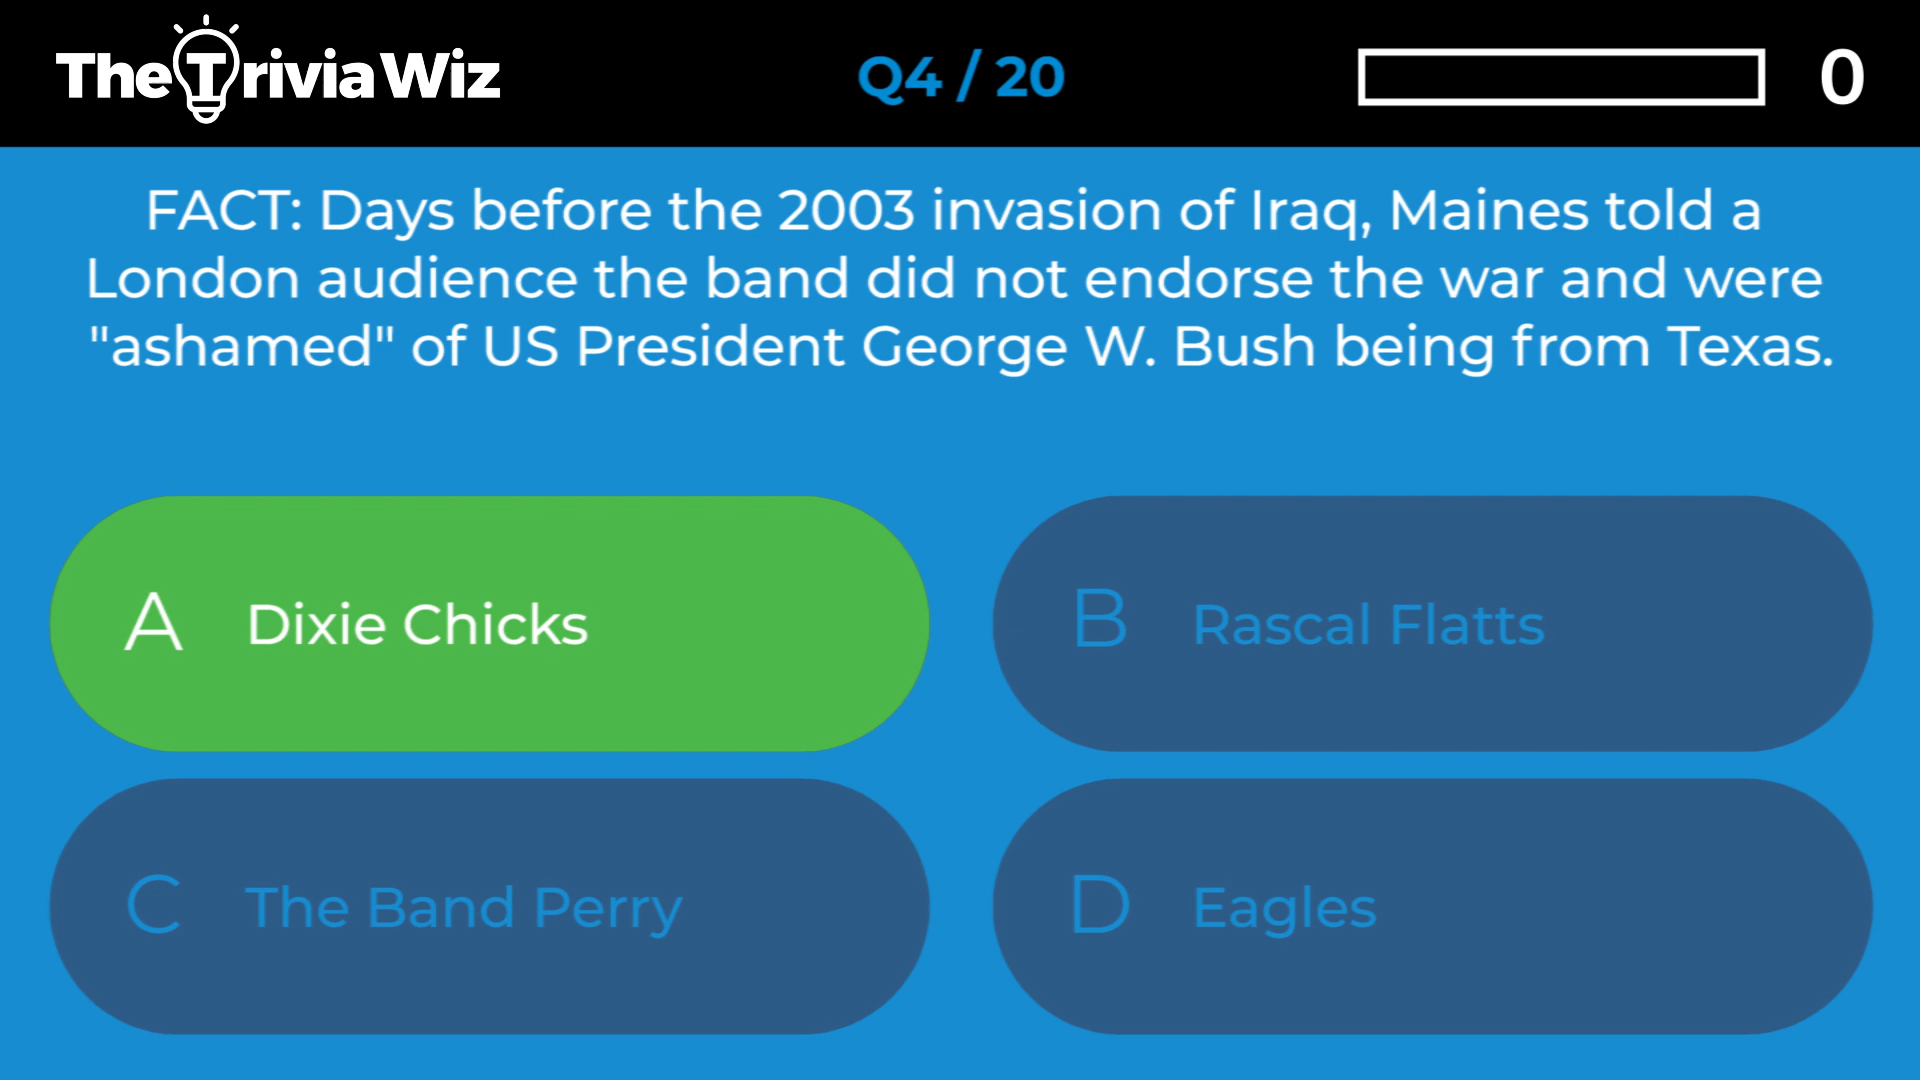 The Trivia Wiz
Q4 / 20
0
FACT: Days before the 2003 invasion of Iraq, Maines told a
London audience the band did not endorse the war and were
"ashamed" of US President George W. Bush being from Texas.
A Dixie Chicks
B Rascal Flatts
C The Band Perry
D Eagles